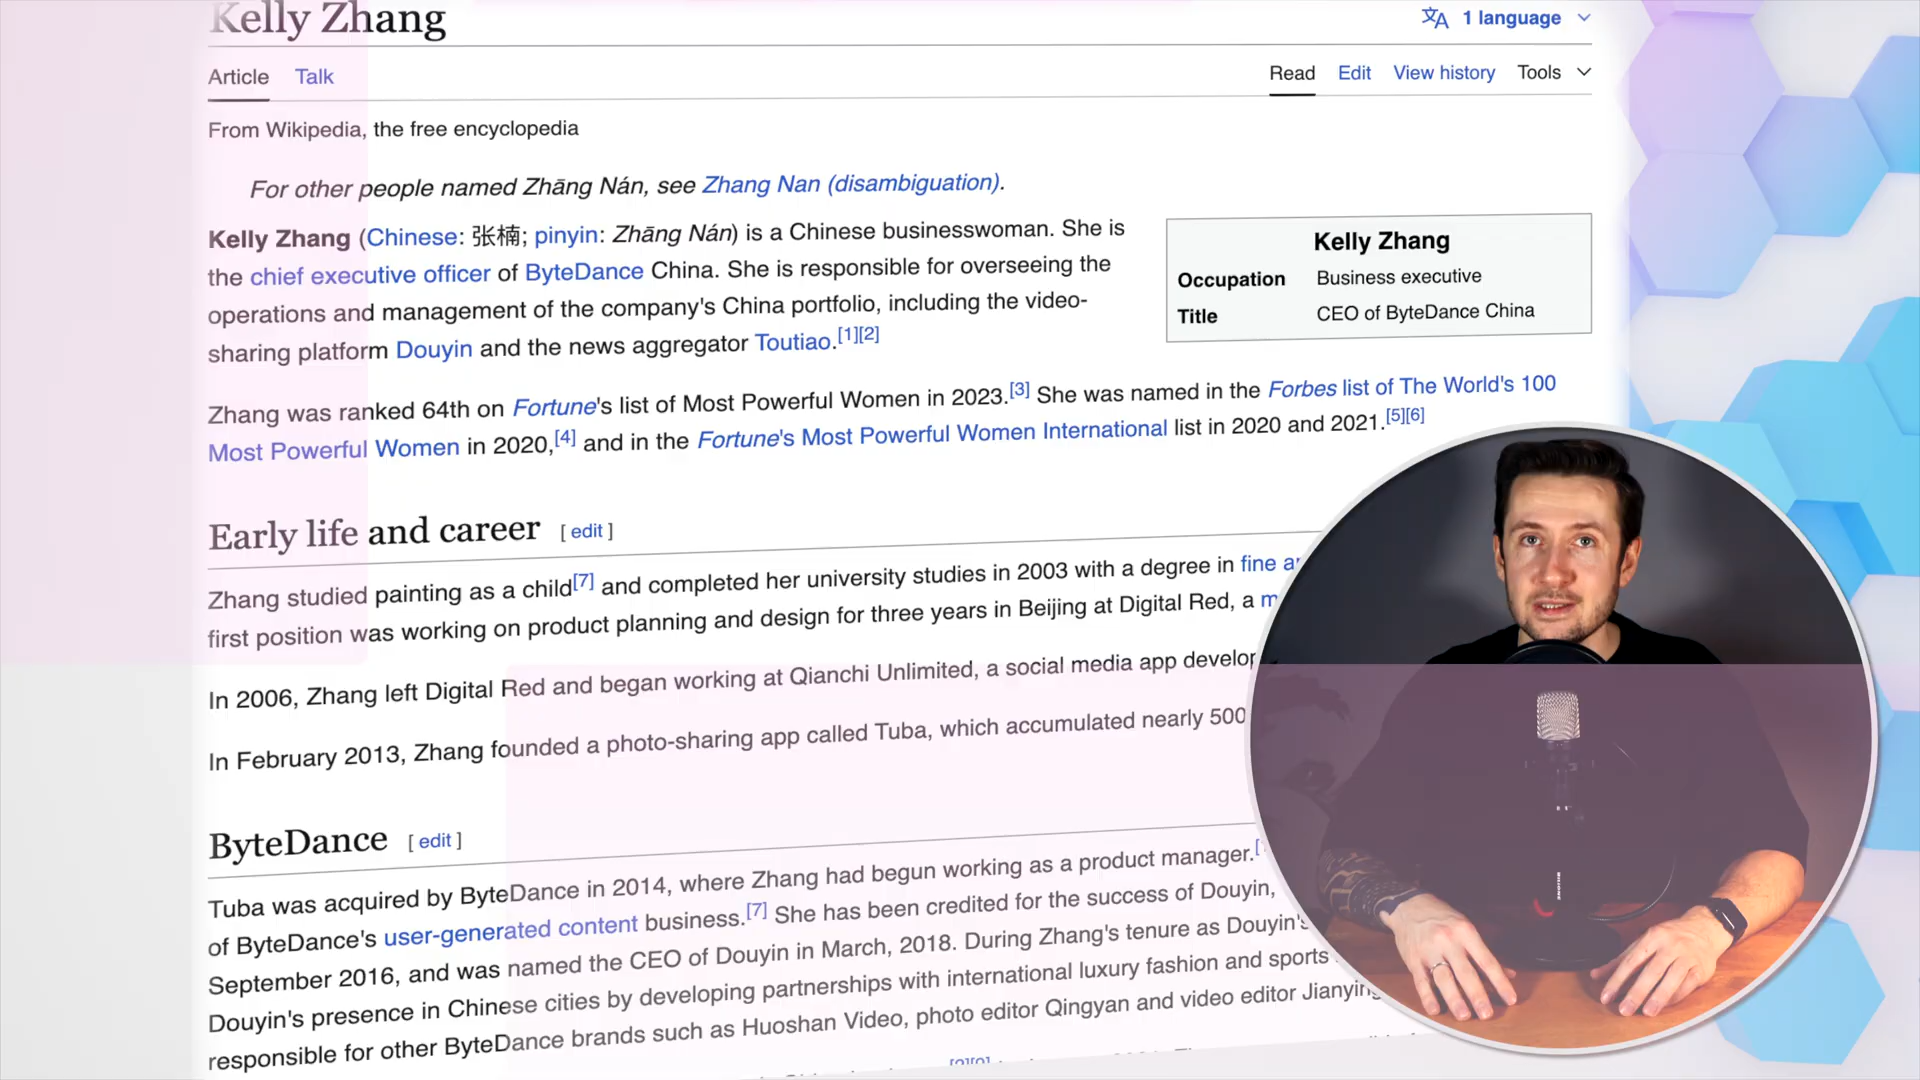 Kelly Zhang
1 language
Article Talk
Read Edit View history Tools
From Wikipedia, the free encyclopedia
For other people named Zhāng Nán, see Zhang Nan (disambiguation).
Kelly Zhang (Chinese: 张楠; pinyin: Zhāng Nán) is a Chinese businesswoman. She is
the chief executive officer of ByteDance China. She is responsible for overseeing the
operations and management of the company's China portfolio, including the video-
sharing platform Douyin and the news aggregator Toutiao.[1][2]
Kelly Zhang
Occupation Business executive
Title CEO of ByteDance China
Zhang was ranked 64th on Fortune's list of Most Powerful Women in 2023.[3] She was named in the Forbes list of The World's 100
Most Powerful Women in 2020,[4] and in the Fortune's Most Powerful Women International list in 2020 and 2021.[5][6]
Early life and career [ edit ]
Zhang studied painting as a child[7] and completed her university studies in 2003 with a degree in fine
first position was working on product planning and design for three years in Beijing at Digital Red, a
In 2006, Zhang left Digital Red and began working at Qianchi Unlimited, a social media app
In February 2013, Zhang founded a photo-sharing app called Tuba, which accumulated nearly 500
ByteDance [ edit ]
Tuba was acquired by ByteDance in 2014, where Zhang had begun working as a product manager.
of ByteDance's user-generated content business.[7] She has been credited for the success of Douyin,
September 2016, and was named the CEO of Douyin in March, 2018. During Zhang's tenure as Douyin's
Douyin's presence in Chinese cities by developing partnerships with international luxury fashion and sports
responsible for other ByteDance brands such as Huoshan Video, photo editor Qingyan and video editor Jianying